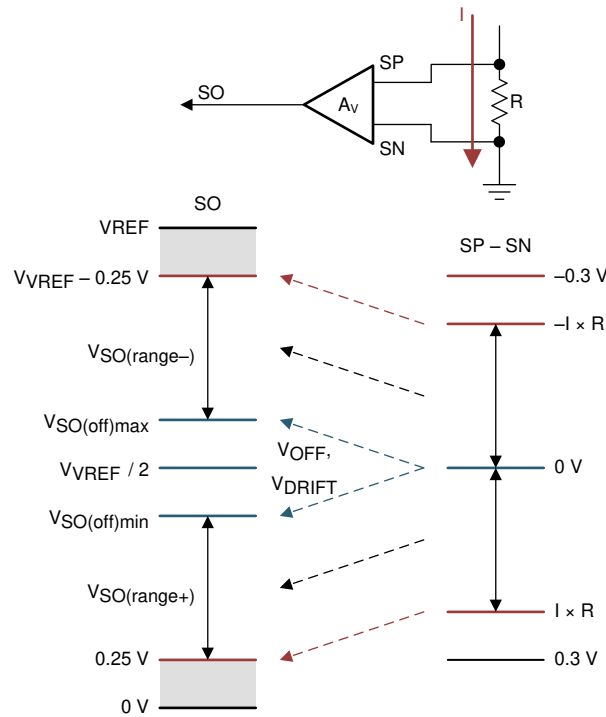 I
SP
SO
AV
R
SN
SO
VREF
SP – SN
VVREF – 0.25 V
–0.3 V
–I × R
VSO(range–)
VSO(off)max
VOFF,
VVREF / 2
0 V
VDRIFT
VSO(off)min
VSO(range+)
I × R
0.25 V
0.3 V
0 V